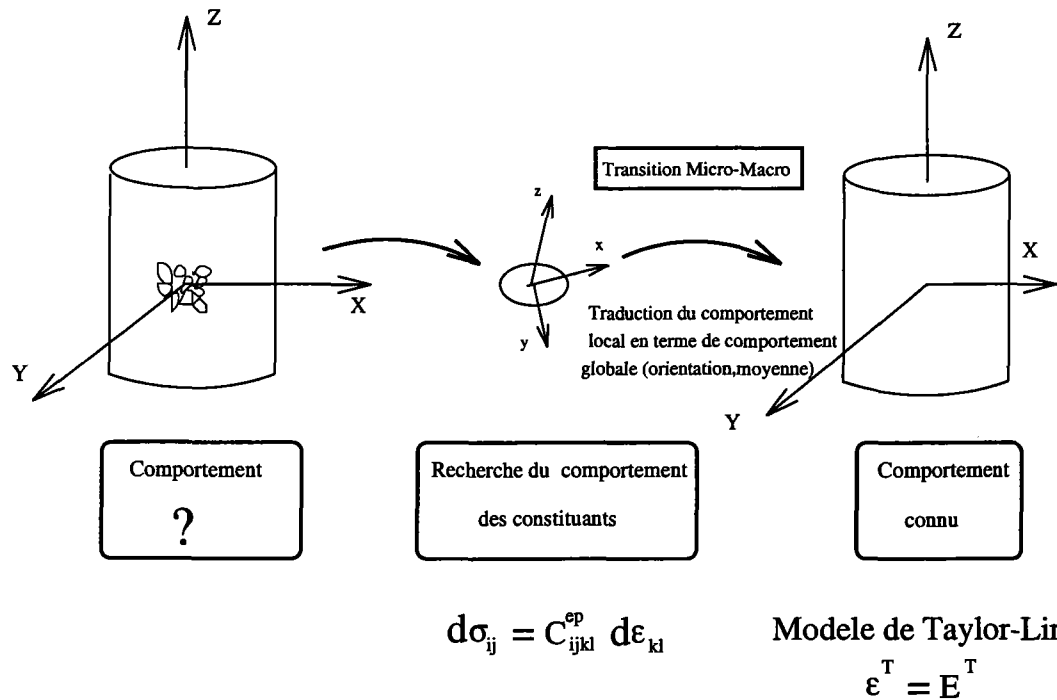 Z
X
Y
z
x
y
Transition Micro-Macro
Traduction du comportement
local en terme de comportement
globale (orientation,moyenne)
Z
X
Y
Comportement
?
Recherche du comportement
des constituants
Comportement
connu
dσ_ij = C^ep_ijkl dε_kl
Modele de Taylor-Lin
ε^T = E^T